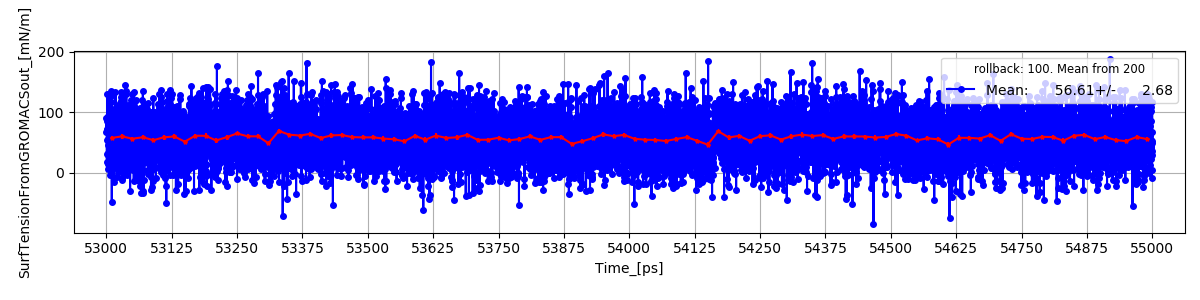 SurfTensionFromGROMACSout_[mN/m]
200
100
0
rollback: 100. Mean from 200
Mean: 56.61+/- 2.68
53000 53125 53250 53375 53500 53625 53750 53875 54000 54125 54250 54375 54500 54625 54750 54875 55000
Time_[ps]